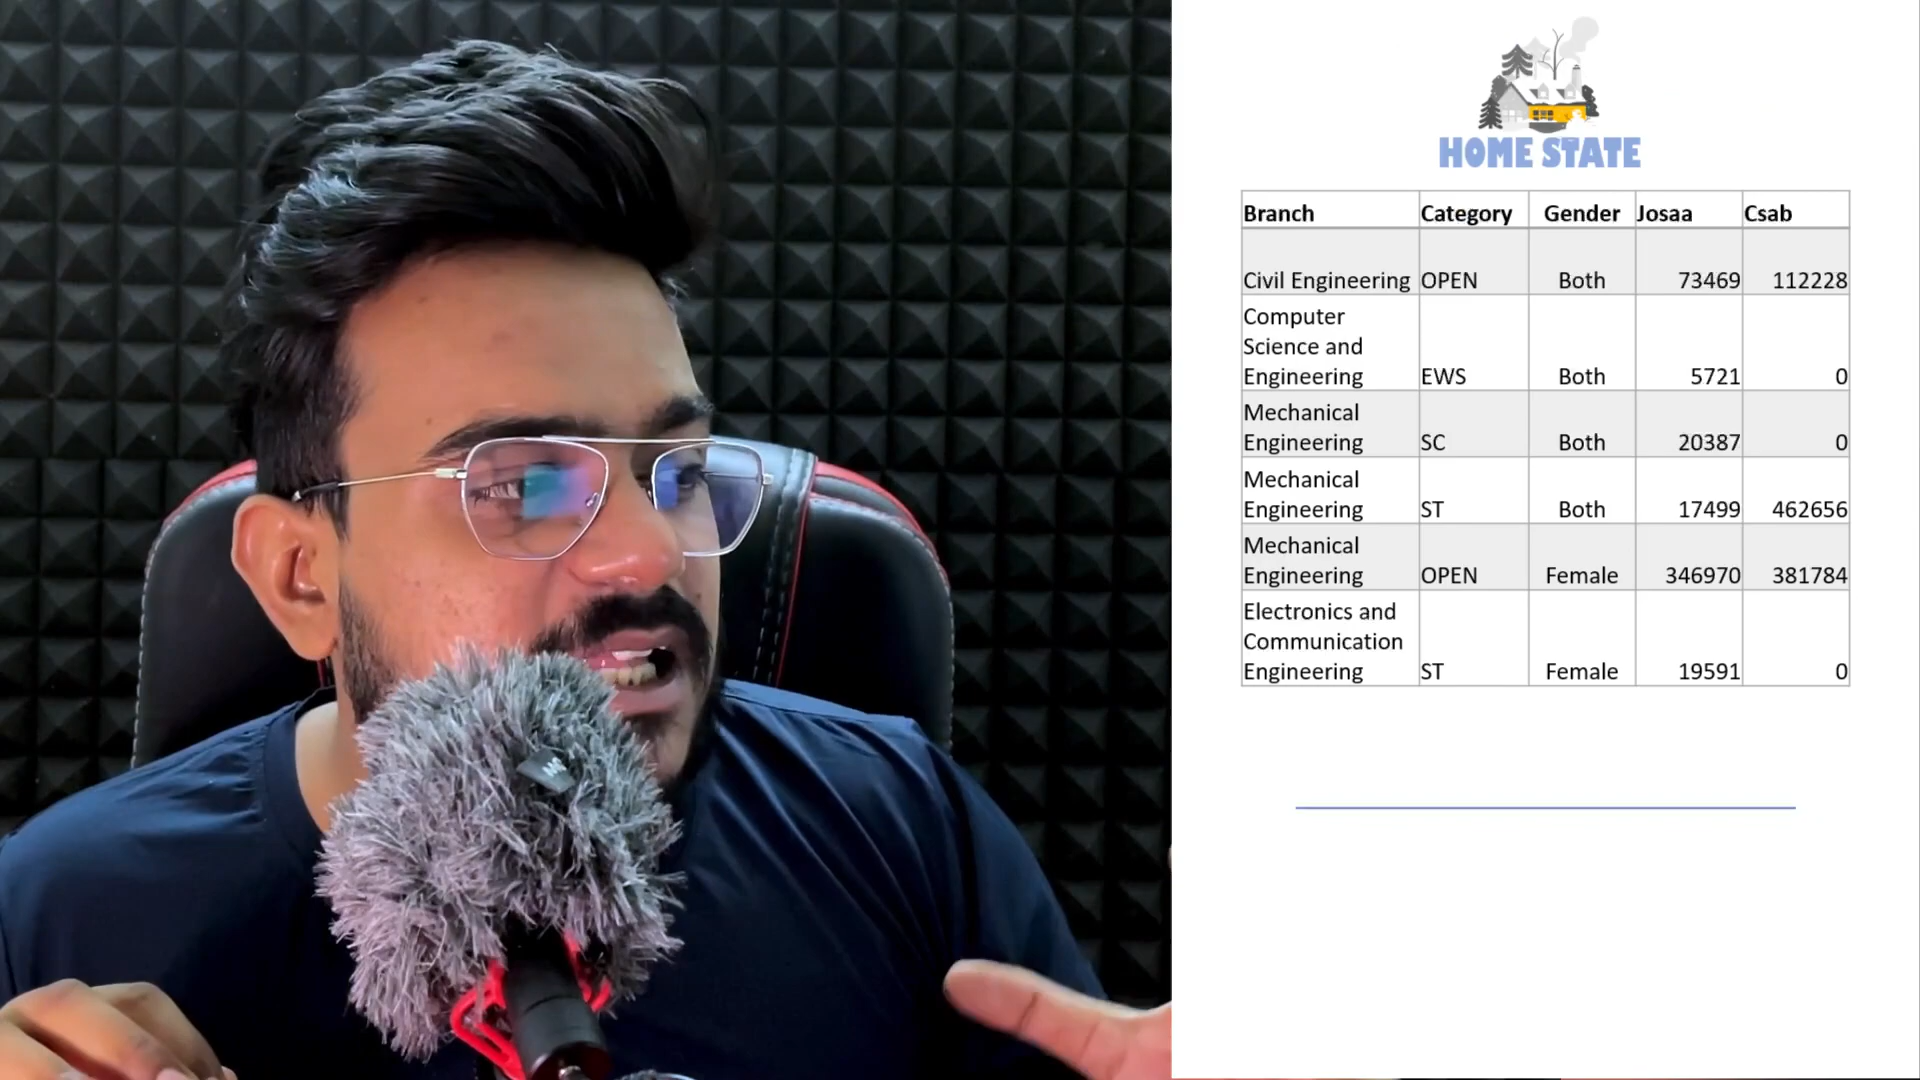 HOME STATE
Branch Category Gender Josaa Csab
Civil Engineering OPEN Both 73469 112228
Computer
Science and
Engineering EWS Both 5721 0
Mechanical
Engineering SC Both 20387 0
Mechanical
Engineering ST Both 17499 462656
Mechanical
Engineering OPEN Female 346970 381784
Electronics and
Communication
Engineering ST Female 19591 0